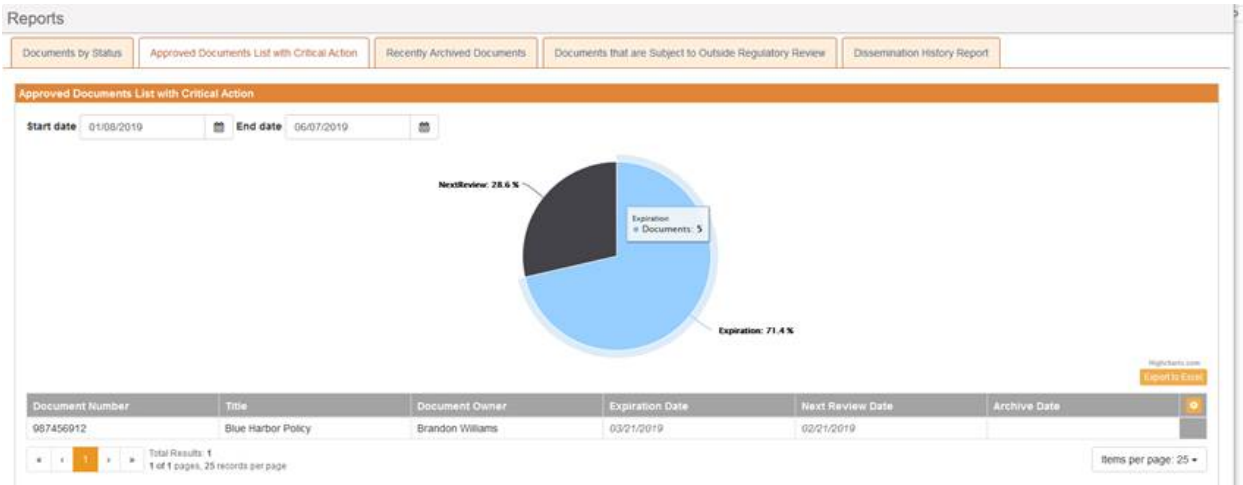 Reports
Documents by Status
Approved Documents List with Critical Action
Recently Archived Documents
Documents that are Subject to Outside Regulatory Review
Dissemination History Report
Approved Documents List with Critical Action
Start date 01/08/2019 End date 06/07/2019
NextReview: 28.6 %
Expiration
Documents: 5
Expiration: 71.4 %
Highcharts.com
Export to Excel
Document Number Title Document Owner Expiration Date Next Review Date Archive Date
987456912 Blue Harbor Policy Brandon Williams 03/21/2019 02/21/2019
« ‹ 1 › » Total Results: 1
1 of 1 pages, 25 records per page
Items per page: 25